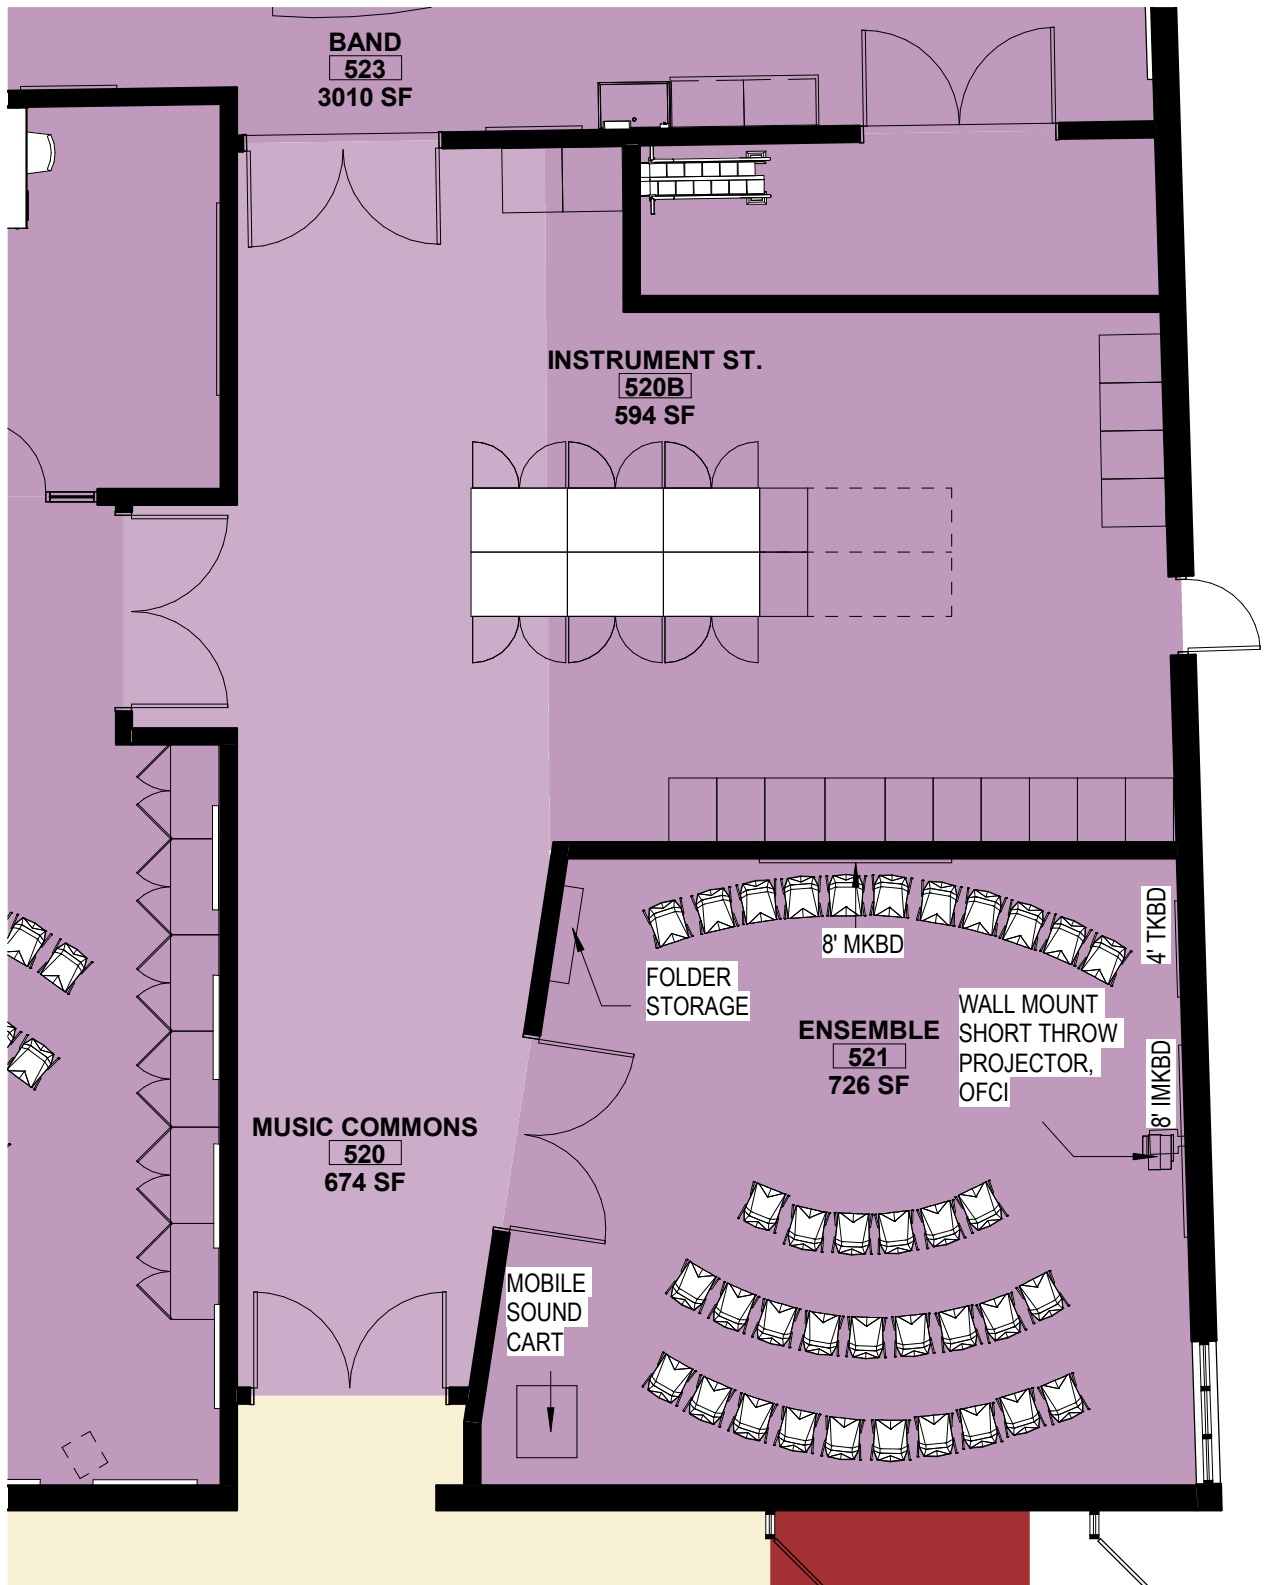 BAND
523
3010 SF
INSTRUMENT ST.
520B
594 SF
8' MKBD
4' TKBD
FOLDER
STORAGE
WALL MOUNT
SHORT THROW
PROJECTOR,
OFCI
ENSEMBLE
521
726 SF
8' IMKBD
MUSIC COMMONS
520
674 SF
MOBILE
SOUND
CART